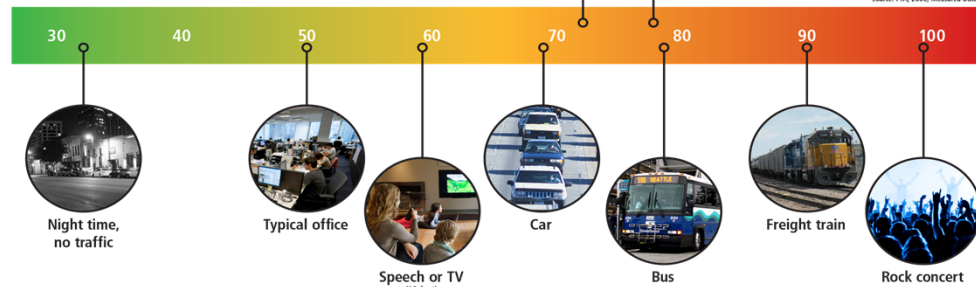 30 40 50 60 70 80 90 100
Night time,
no traffic
Typical office
Speech or TV
Car
Bus
Freight train
Rock concert